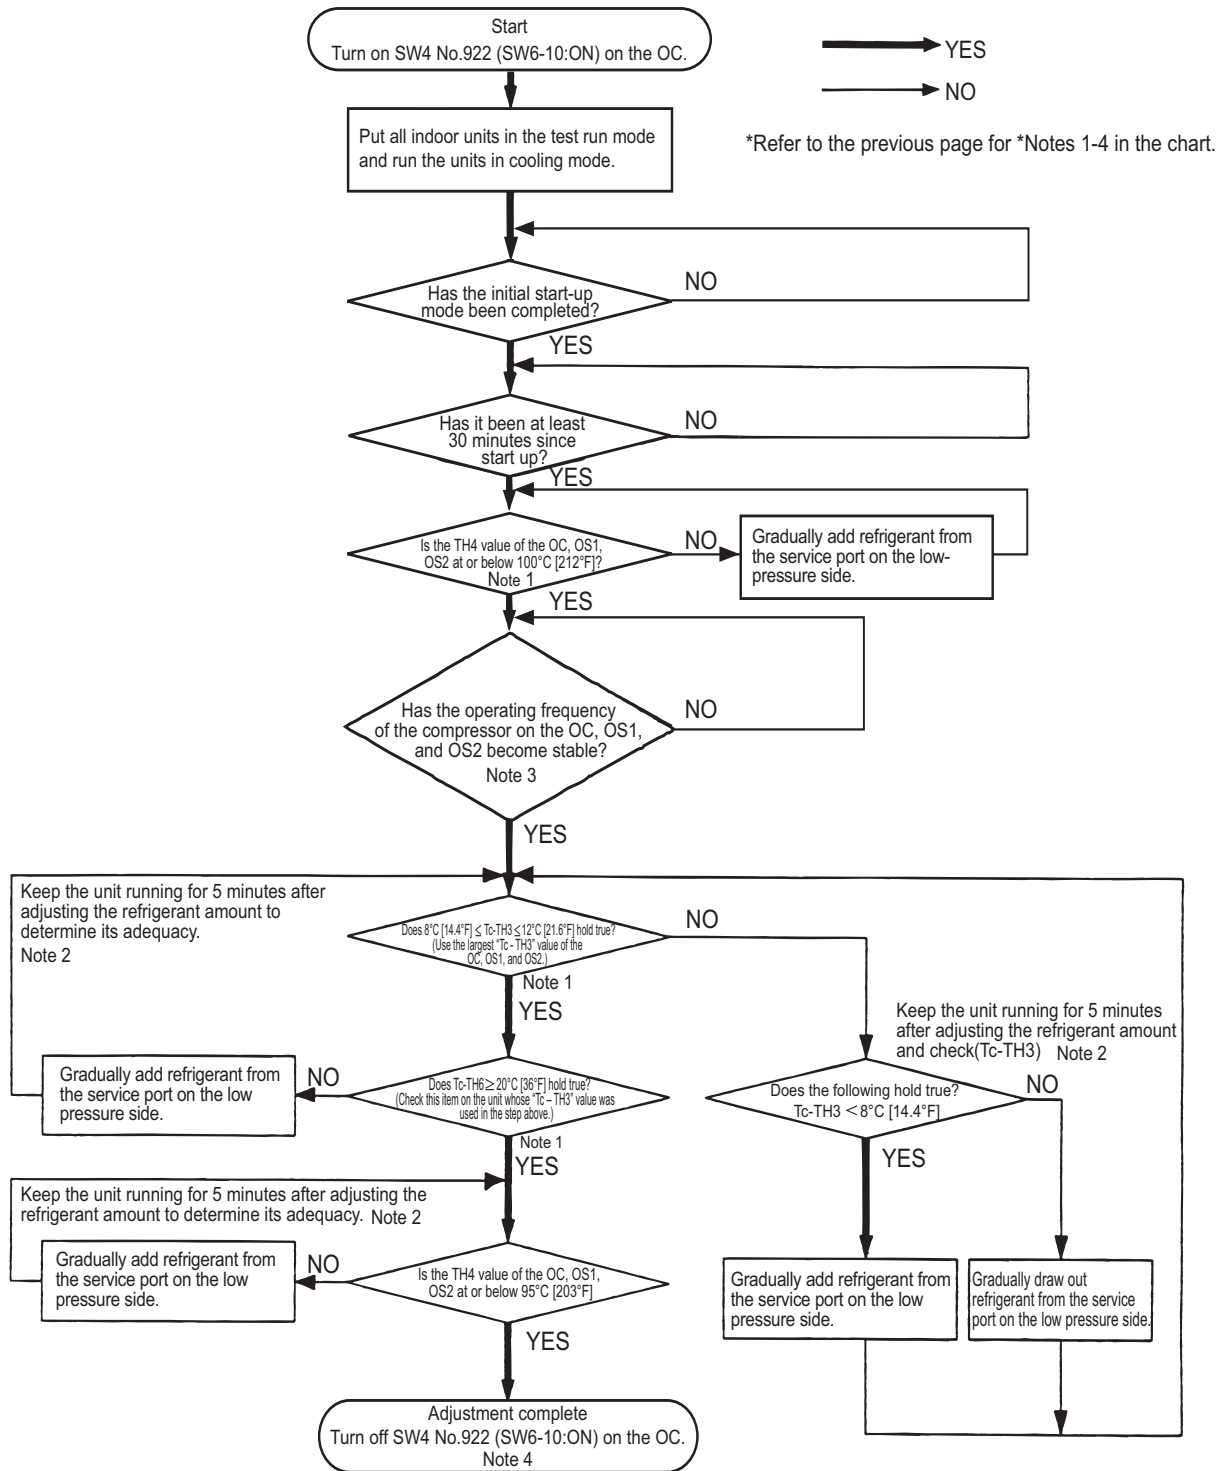 Start
Turn on SW4 No.922 (SW6-10:ON) on the OC.
YES
NO
*Refer to the previous page for *Notes 1-4 in the chart.
Put all indoor units in the test run mode
and run the units in cooling mode.
Has the initial start-up
mode been completed?
NO
YES
Has it been at least
30 minutes since
start up?
NO
YES
Is the TH4 value of the OC, OS1,
OS2 at or below 100°C [212°F]?
Note 1
NO
Gradually add refrigerant from
the service port on the low-
pressure side.
YES
Has the operating frequency
of the compressor on the OC, OS1,
and OS2 become stable?
Note 3
NO
YES
Keep the unit running for 5 minutes after
adjusting the refrigerant amount to
determine its adequacy.
Note 2
Does 8°C [14.4°F] ≤ Tc-TH3 ≤12°C [21.6°F] hold true?
(Use the largest "Tc - TH3" value of the
OC, OS1, and OS2.)
Note 1
NO
YES
Keep the unit running for 5 minutes
after adjusting the refrigerant amount
and check(Tc-TH3) Note 2
Gradually add refrigerant from
the service port on the low
pressure side.
NO
Does Tc-TH6≥20°C [36°F] hold true?
(Check this item on the unit whose "Tc – TH3" value was
used in the step above.)
Note 1
YES
Does the following hold true?
Tc-TH3 <8°C [14.4°F]
NO
YES
Keep the unit running for 5 minutes after adjusting the
refrigerant amount to determine its adequacy. Note 2
Gradually add refrigerant from
the service port on the low
pressure side.
NO
Is the TH4 value of the OC, OS1,
OS2 at or below 95°C [203°F]
YES
Gradually add refrigerant from
the service port on the low
pressure side.
Gradually draw out
refrigerant from the service
port on the low pressure side.
Adjustment complete
Turn off SW4 No.922 (SW6-10:ON) on the OC.
Note 4